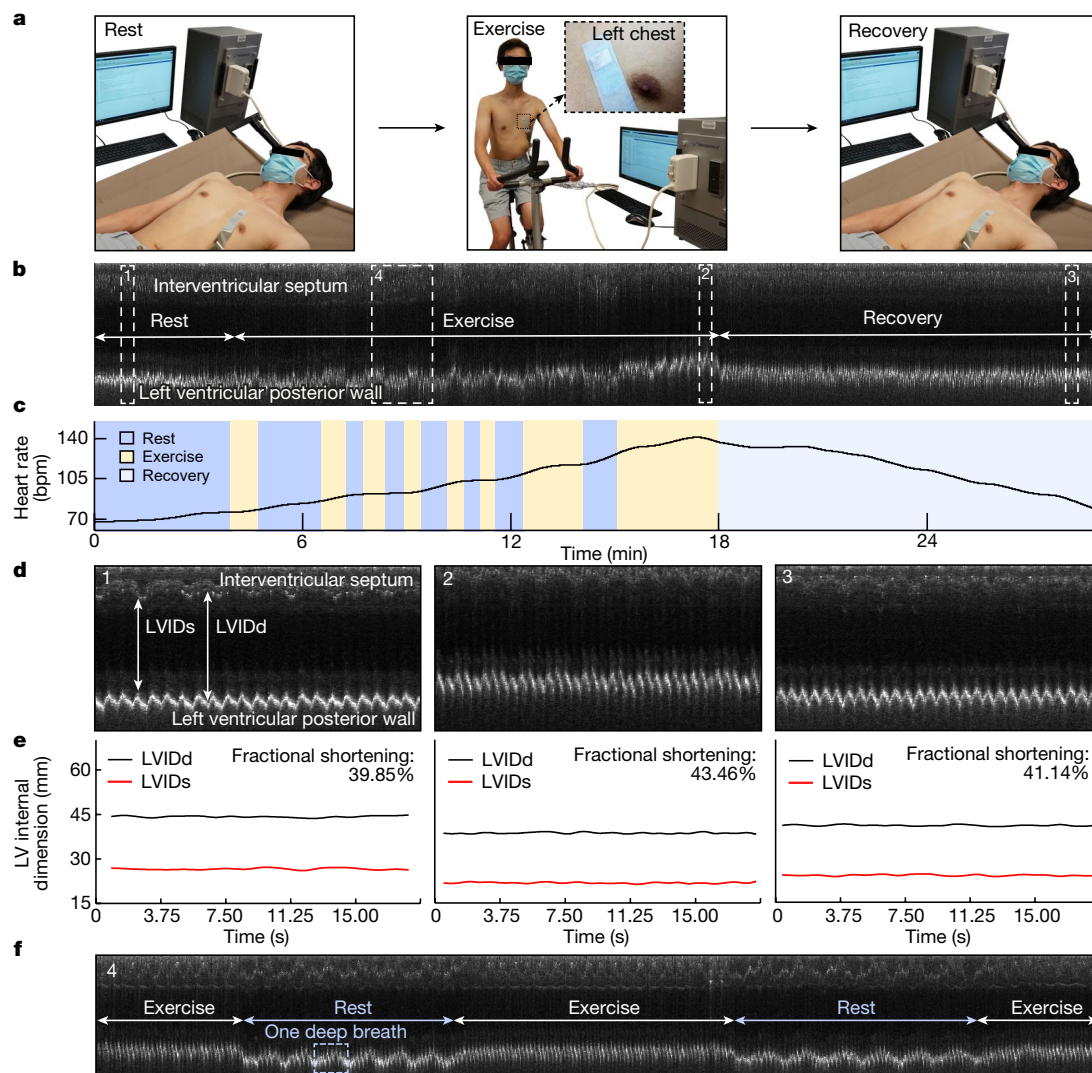 a
Rest
Exercise
Left chest
Recovery
b
1
4
2
3
Interventricular septum
Rest
Exercise
Recovery
Left ventricular posterior wall
c
Heart rate
(bpm)
140
105
70
Rest
Exercise
Recovery
0
6
12
18
24
Time (min)
d
1
Interventricular septum
LVIDs
LVIDd
Left ventricular posterior wall
2
3
e
LV internal
dimension (mm)
60
45
30
15
LVIDd
LVIDs
Fractional shortening:
39.85%
0
3.75
7.50
11.25
15.00
Time (s)
LVIDd
LVIDs
Fractional shortening:
43.46%
0
3.75
7.50
11.25
15.00
Time (s)
LVIDd
LVIDs
Fractional shortening:
41.14%
0
3.75
7.50
11.25
15.00
Time (s)
f
4
Exercise
Rest
Exercise
Rest
Exercise
One deep breath